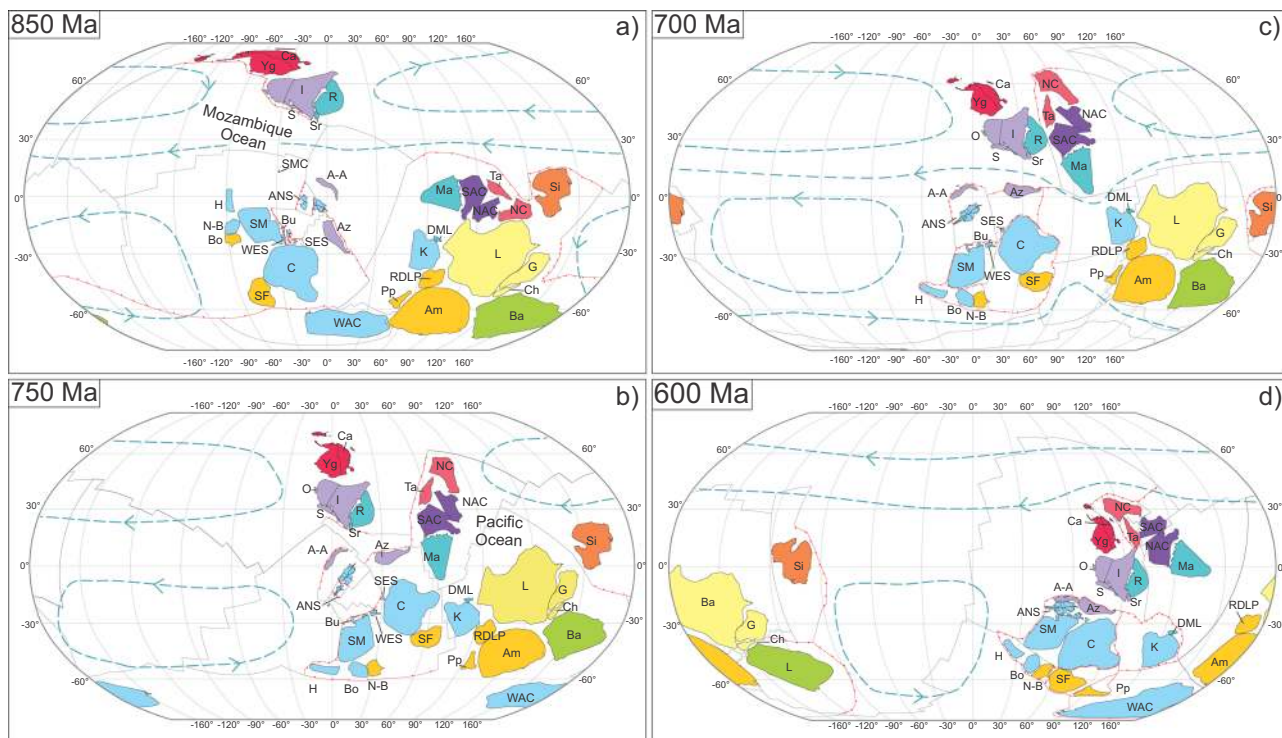 850 Ma
a)
-160° -120° -90° -60° -30° 0° 30° 60° 90° 120° 160°
Ca
Yg
60°
60°
I
R
S
Sr
Mozambique
Ocean
30°
30°
SMC
A-A
ANS
Ta
Ma
SAC
Si
H
NAC
NC
0°
0°
N-B
SM
Bu
Az
DML
Bo
WES
SES
K
L
C
G
-30°
-30°
RDLP
SF
Pp
Ch
Am
Ba
WAC
-60°
-60°
-160° -120° -90° -60° -30° 0° 30° 60° 90° 120° 160°
700 Ma
c)
-160° -120° -90° -60° -30° 0° 30° 60° 90° 120° 160°
60°
60°
NC
Yg
Ca
Ta
NAC
O
I
R
SAC
30°
30°
S
Sr
Ma
A-A
Az
DML
0°
0°
ANS
SES
L
Si
Bu
K
C
G
RDLP
Ch
-30°
-30°
SM
WES
SF
Pp
Am
Ba
H
Bo
N-B
-60°
-60°
-160° -120° -90° -60° -30° 0° 30° 60° 90° 120° 160°
750 Ma
b)
-160° -120° -90° -60° -30° 0° 30° 60° 90° 120° 160°
Ca
60°
60°
Yg
NC
Ta
O
I
R
NAC
30°
30°
S
SAC
Pacific
Ocean
Sr
Az
A-A
Ma
Si
0°
0°
SES
DML
L
G
ANS
C
Ch
Bu
K
-30°
-30°
SM
WES
SF
RDLP
Ba
Pp
Am
H
Bo
N-B
-60°
-60°
WAC
-160° -120° -90° -60° -30° 0° 30° 60° 90° 120° 160°
600 Ma
d)
-160° -120° -90° -60° -30° 0° 30° 60° 90° 120° 160°
60°
60°
30°
30°
NC
Ca
SAC
Yg
Ta
NAC
Ma
Si
0°
0°
O
I
R
S
Sr
A-A
Ba
ANS
Az
RDLP
DML
G
SM
-30°
-30°
Ch
C
K
H
L
Bo
Am
N-B
SF
Pp
-60°
-60°
WAC
-160° -120° -90° -60° -30° 0° 30° 60° 90° 120° 160°